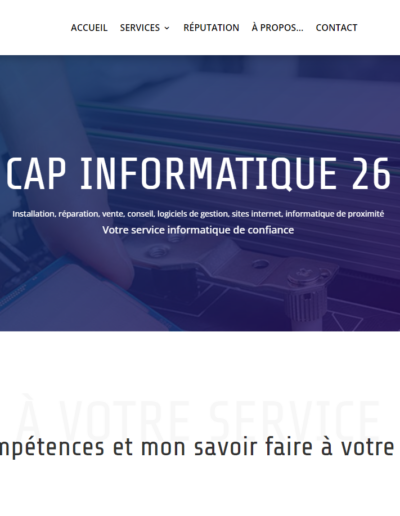 ACCUEIL SERVICES RÉPUTATION À PROPOS... CONTACT
CAP INFORMATIQUE 26
Installation, réparation, vente, conseil, logiciels de gestion, sites internet, informatique de proximité
Votre service informatique de confiance
À VOTRE SERVICE
et mon savoir faire à votre